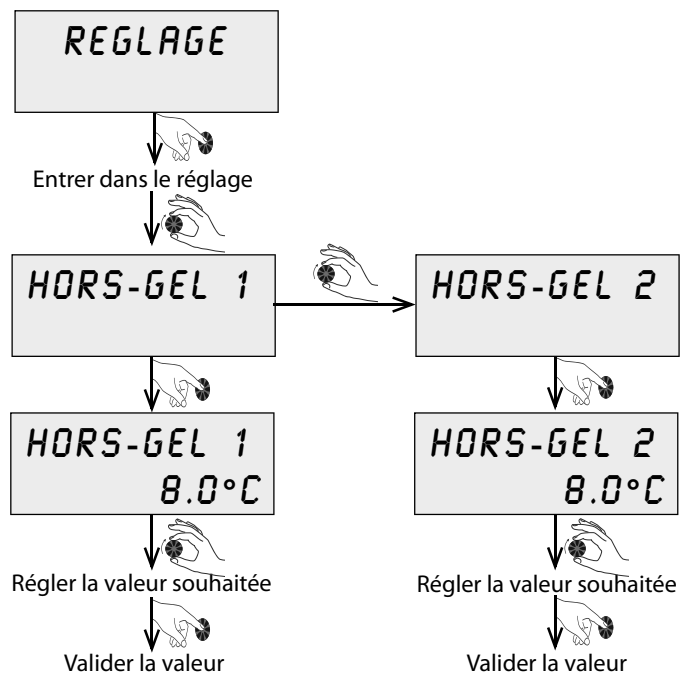 REGLAGE
Entrer dans le réglage
HORS-GEL 1
HORS-GEL 2
HORS-GEL 1
8.0°C
HORS-GEL 2
8.0°C
Régler la valeur souhaitée
Régler la valeur souhaitée
Valider la valeur
Valider la valeur